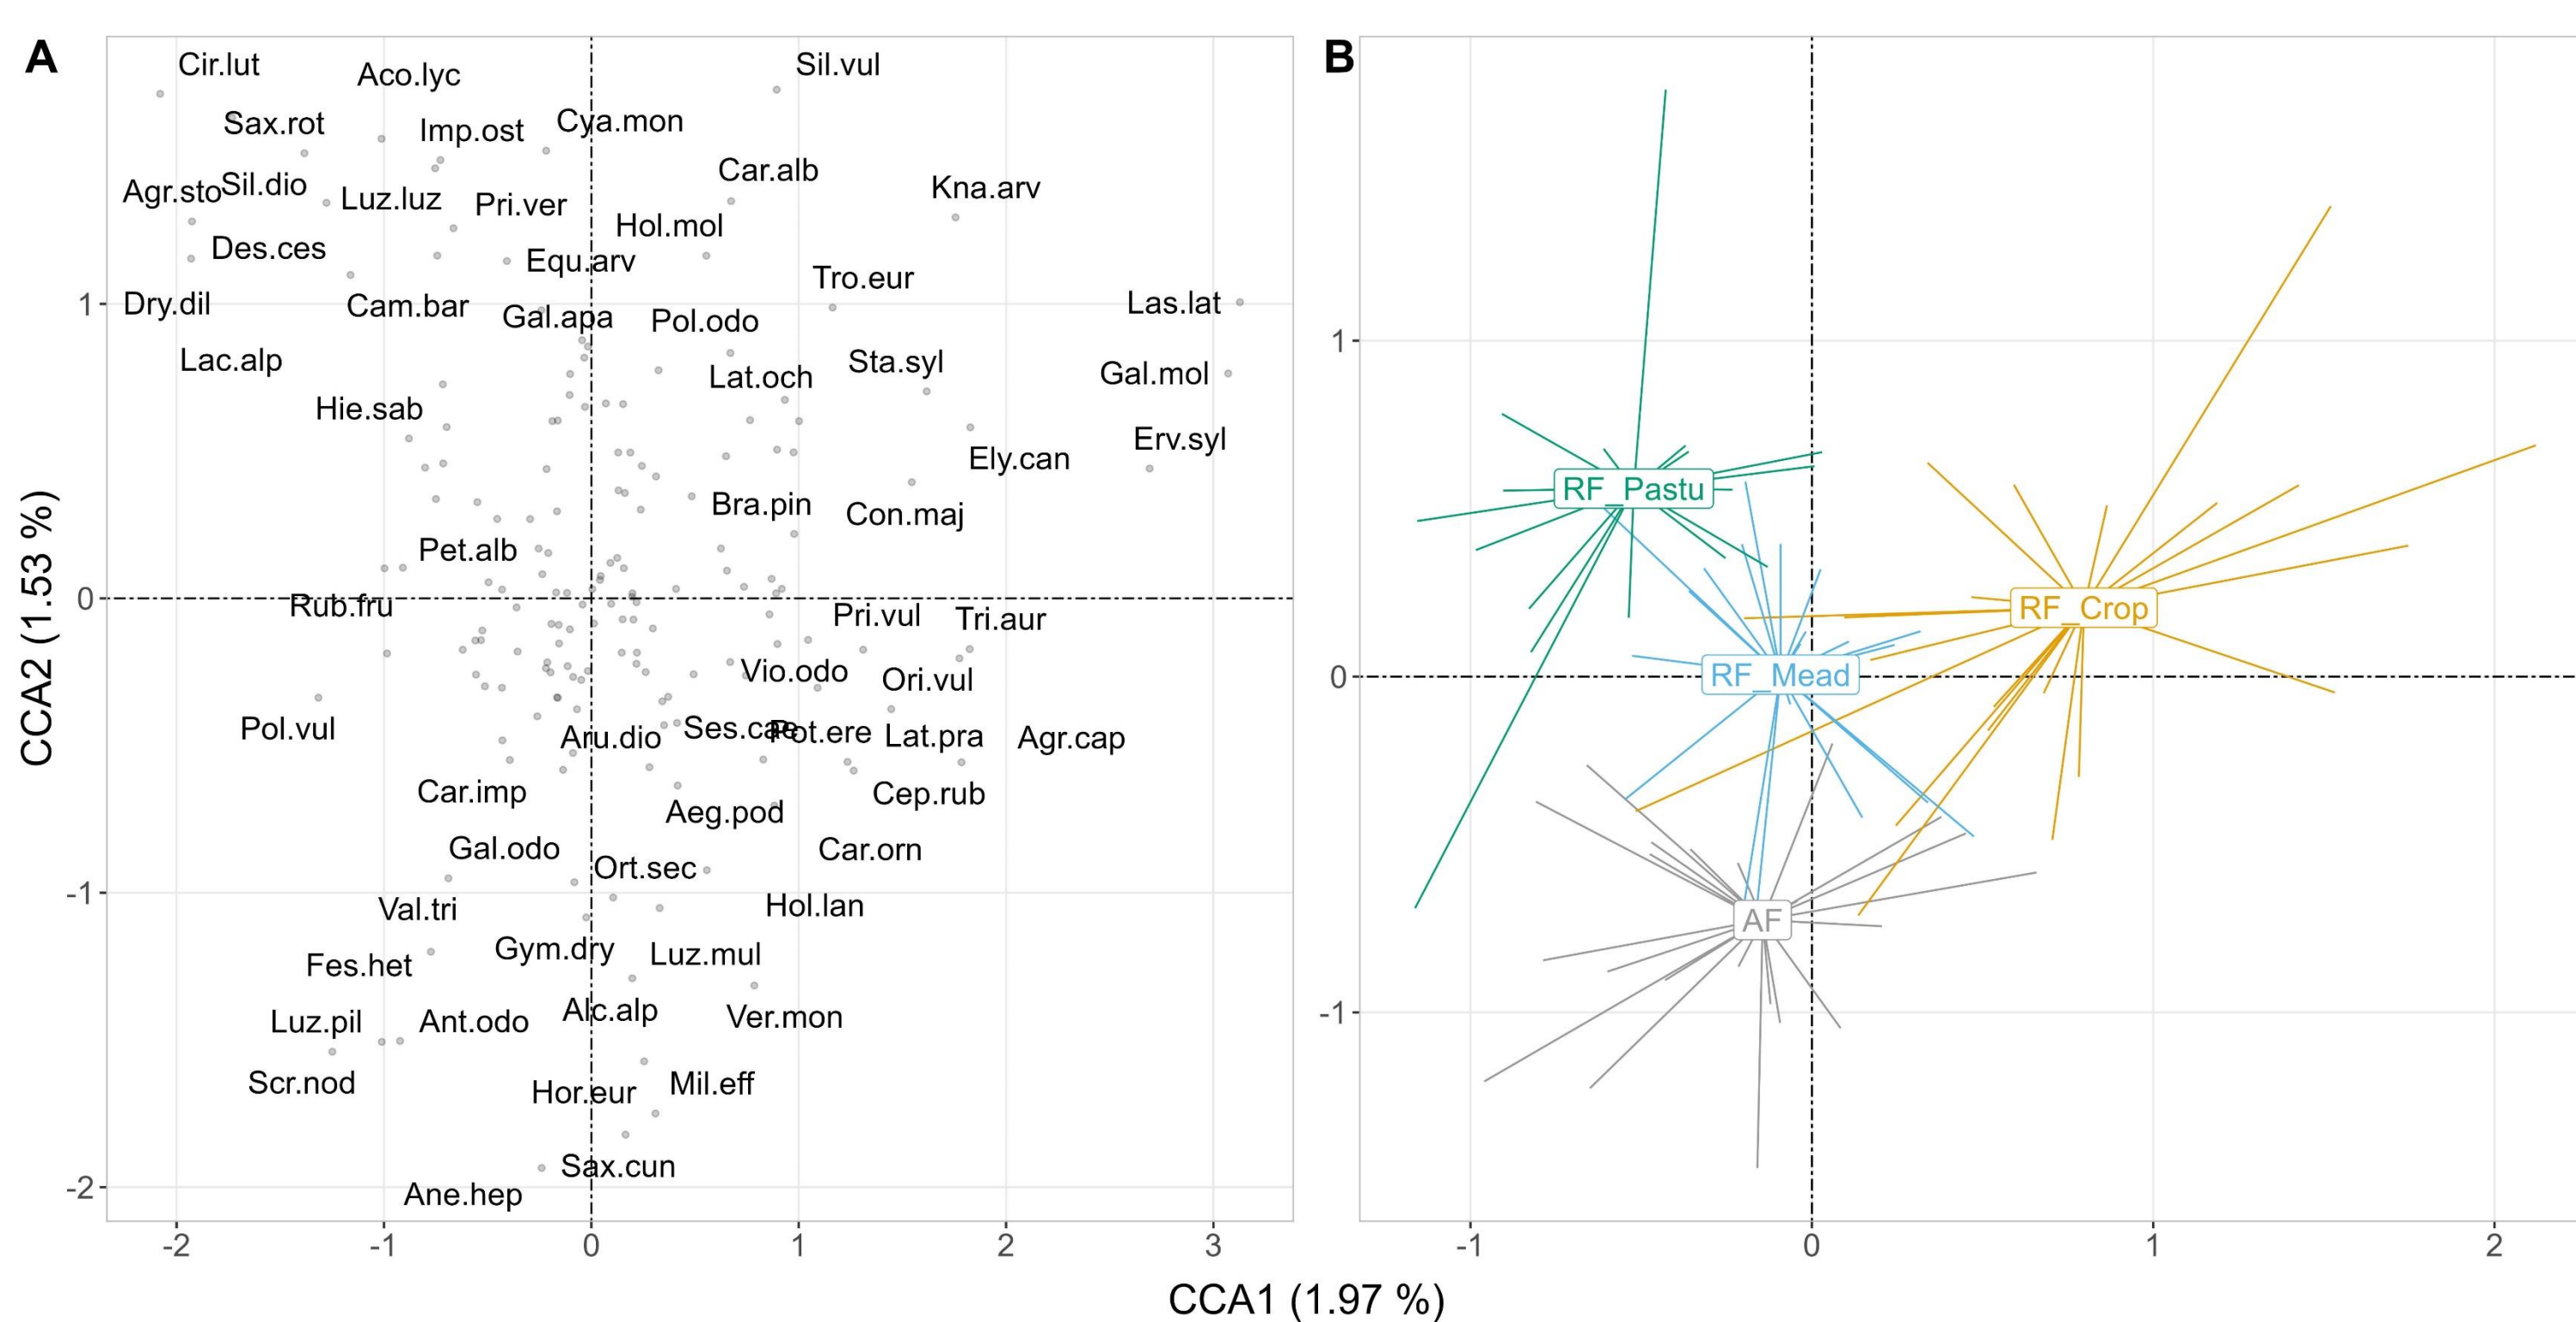 A
B
Cir.lut
Aco.lyc
Sil.vul
Sax.rot
Imp.ost
Cya.mon
Car.alb
Kna.arv
Agr.sto
Sil.dio
Luz.luz
Pri.ver
Hol.mol
Des.ces
Equ.arv
Tro.eur
Dry.dil
Cam.bar
Gal.apa
Pol.odo
Las.lat
Lac.alp
Lat.och
Sta.syl
Gal.mol
Hie.sab
Erv.syl
Ely.can
Bra.pin
Con.maj
Pet.alb
Rub.fru
Pri.vul
Tri.aur
Vio.odo
Ori.vul
Pol.vul
Aru.dio
Ses.cae
Pot.ere
Lat.pra
Agr.cap
Car.imp
Cep.rub
Aeg.pod
Gal.odo
Ort.sec
Car.orn
Val.tri
Hol.lan
Gym.dry
Luz.mul
Fes.het
Luz.pil
Ant.odo
Alc.alp
Ver.mon
Scr.nod
Hor.eur
Mil.eff
Sax.cun
Ane.hep
1
0
-1
-2
-2
-1
0
1
2
3
CCA2 (1.53 %)
RF_Pastu
RF_Crop
RF_Mead
AF
1
0
-1
-1
0
1
2
CCA1 (1.97 %)